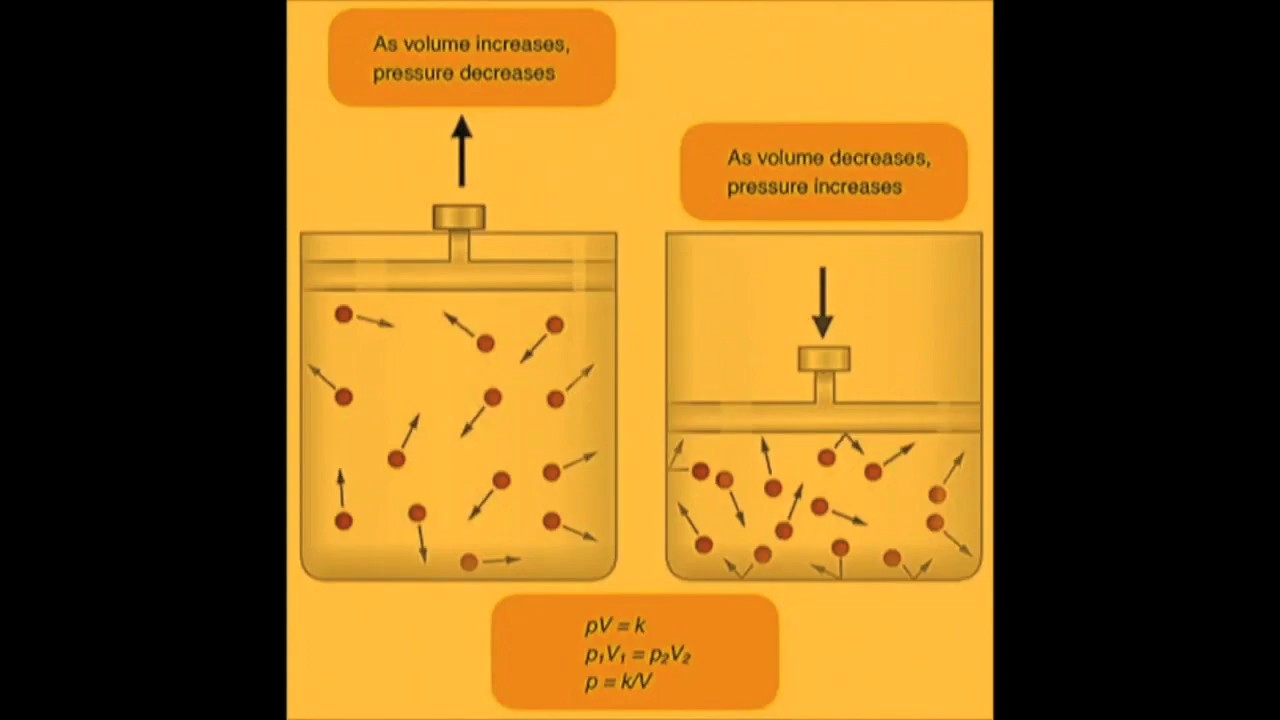 As volume increases,
pressure decreases
As volume decreases,
pressure increases
pV = k
p₁V₁ = p₂V₂
p = k/V